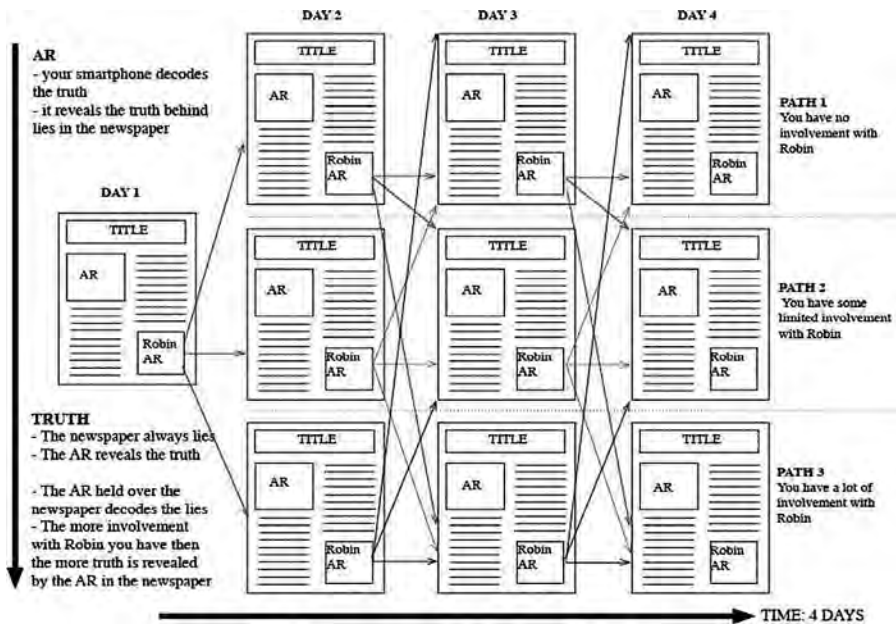 DAY 2
DAY 3
DAY 4
AR
- your smartphone decodes
the truth
- it reveals the truth behind
lies in the newspaper
TITLE
AR
Robin
AR
TITLE
AR
Robin
AR
TITLE
AR
Robin
AR
PATH 1
You have no
involvement with
Robin
DAY 1
TITLE
AR
Robin
AR
TITLE
AR
Robin
AR
TITLE
AR
Robin
AR
TITLE
AR
Robin
AR
PATH 2
You have some
limited involvement
with Robin
TRUTH
- The newspaper always lies
- The AR reveals the truth
- The AR held over the
newspaper decodes the lies
- The more involvement
with Robin you have then
the more truth is revealed
by the AR in the newspaper
TITLE
AR
Robin
AR
TITLE
AR
Robin
AR
TITLE
AR
Robin
AR
PATH 3
You have a lot of
involvement with
Robin
TIME: 4 DAYS